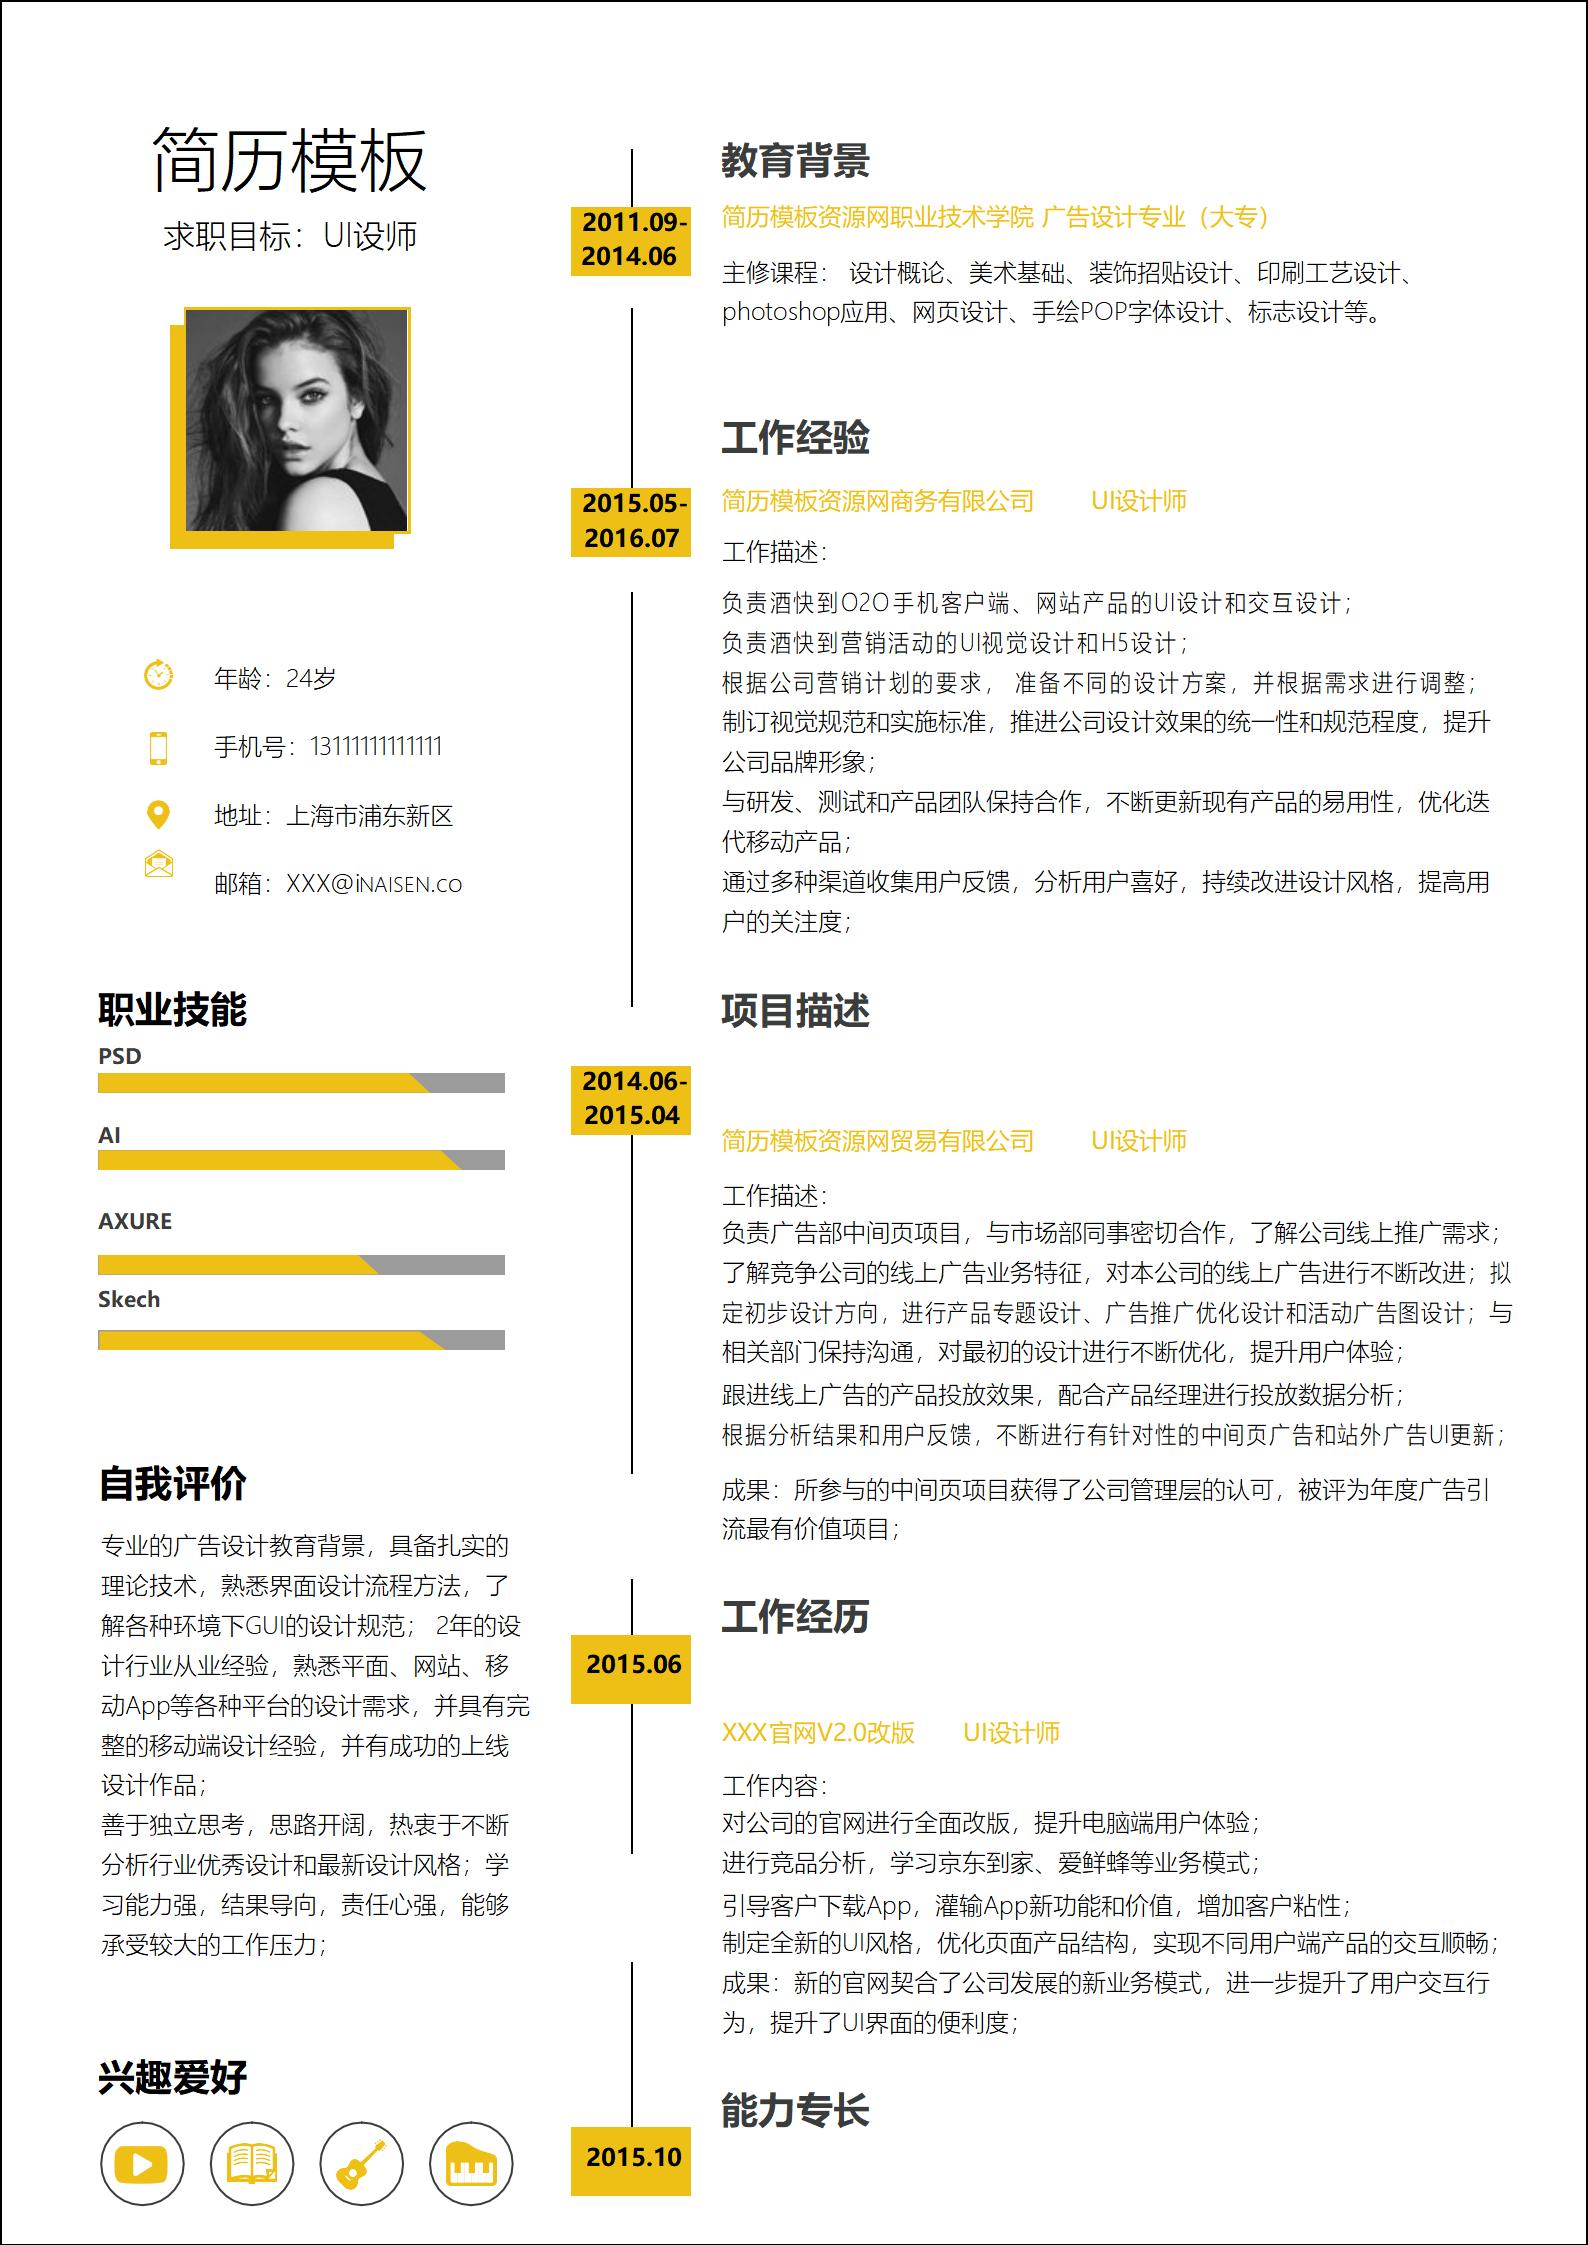 简历模板
求职目标：UI设师
年龄：24岁
手机号：13111111111111
地址：上海市浦东新区
邮箱：XXX@iNAISEN.CO
职业技能
PSD
AI
AXURE
Skech
自我评价
专业的广告设计教育背景，具备扎实的
理论技术，熟悉界面设计流程方法，了
解各种环境下GUI的设计规范； 2年的设
计行业从业经验，熟悉平面、网站、移
动App等各种平台的设计需求，并具有完
整的移动端设计经验，并有成功的上线
设计作品；
善于独立思考，思路开阔，热衷于不断
分析行业优秀设计和最新设计风格；学
习能力强，结果导向，责任心强，能够
承受较大的工作压力；
兴趣爱好
教育背景
2011.09-
2014.06
简历模板资源网职业技术学院 广告设计专业（大专）
主修课程： 设计概论、美术基础、装饰招贴设计、印刷工艺设计、
photoshop应用、网页设计、手绘POP字体设计、标志设计等。
工作经验
2015.05-
2016.07
简历模板资源网商务有限公司 UI设计师
工作描述：
负责酒快到O2O手机客户端、网站产品的UI设计和交互设计；
负责酒快到营销活动的UI视觉设计和H5设计；
根据公司营销计划的要求， 准备不同的设计方案，并根据需求进行调整；
制订视觉规范和实施标准，推进公司设计效果的统一性和规范程度，提升
公司品牌形象；
与研发、测试和产品团队保持合作，不断更新现有产品的易用性，优化迭
代移动产品；
通过多种渠道收集用户反馈，分析用户喜好，持续改进设计风格，提高用
户的关注度；
项目描述
2014.06-
2015.04
简历模板资源网贸易有限公司 UI设计师
工作描述：
负责广告部中间页项目，与市场部同事密切合作，了解公司线上推广需求；
了解竞争公司的线上广告业务特征，对本公司的线上广告进行不断改进；拟
定初步设计方向，进行产品专题设计、广告推广优化设计和活动广告图设计；与
相关部门保持沟通，对最初的设计进行不断优化，提升用户体验；
跟进线上广告的产品投放效果，配合产品经理进行投放数据分析；
根据分析结果和用户反馈，不断进行有针对性的中间页广告和站外广告UI更新；
成果：所参与的中间页项目获得了公司管理层的认可，被评为年度广告引
流最有价值项目；
工作经历
2015.06
XXX官网V2.0改版 UI设计师
工作内容：
对公司的官网进行全面改版，提升电脑端用户体验；
进行竞品分析，学习京东到家、爱鲜蜂等业务模式；
引导客户下载App，灌输App新功能和价值，增加客户粘性；
制定全新的UI风格，优化页面产品结构，实现不同用户端产品的交互顺畅；
成果：新的官网契合了公司发展的新业务模式，进一步提升了用户交互行
为，提升了UI界面的便利度；
能力专长
2015.10